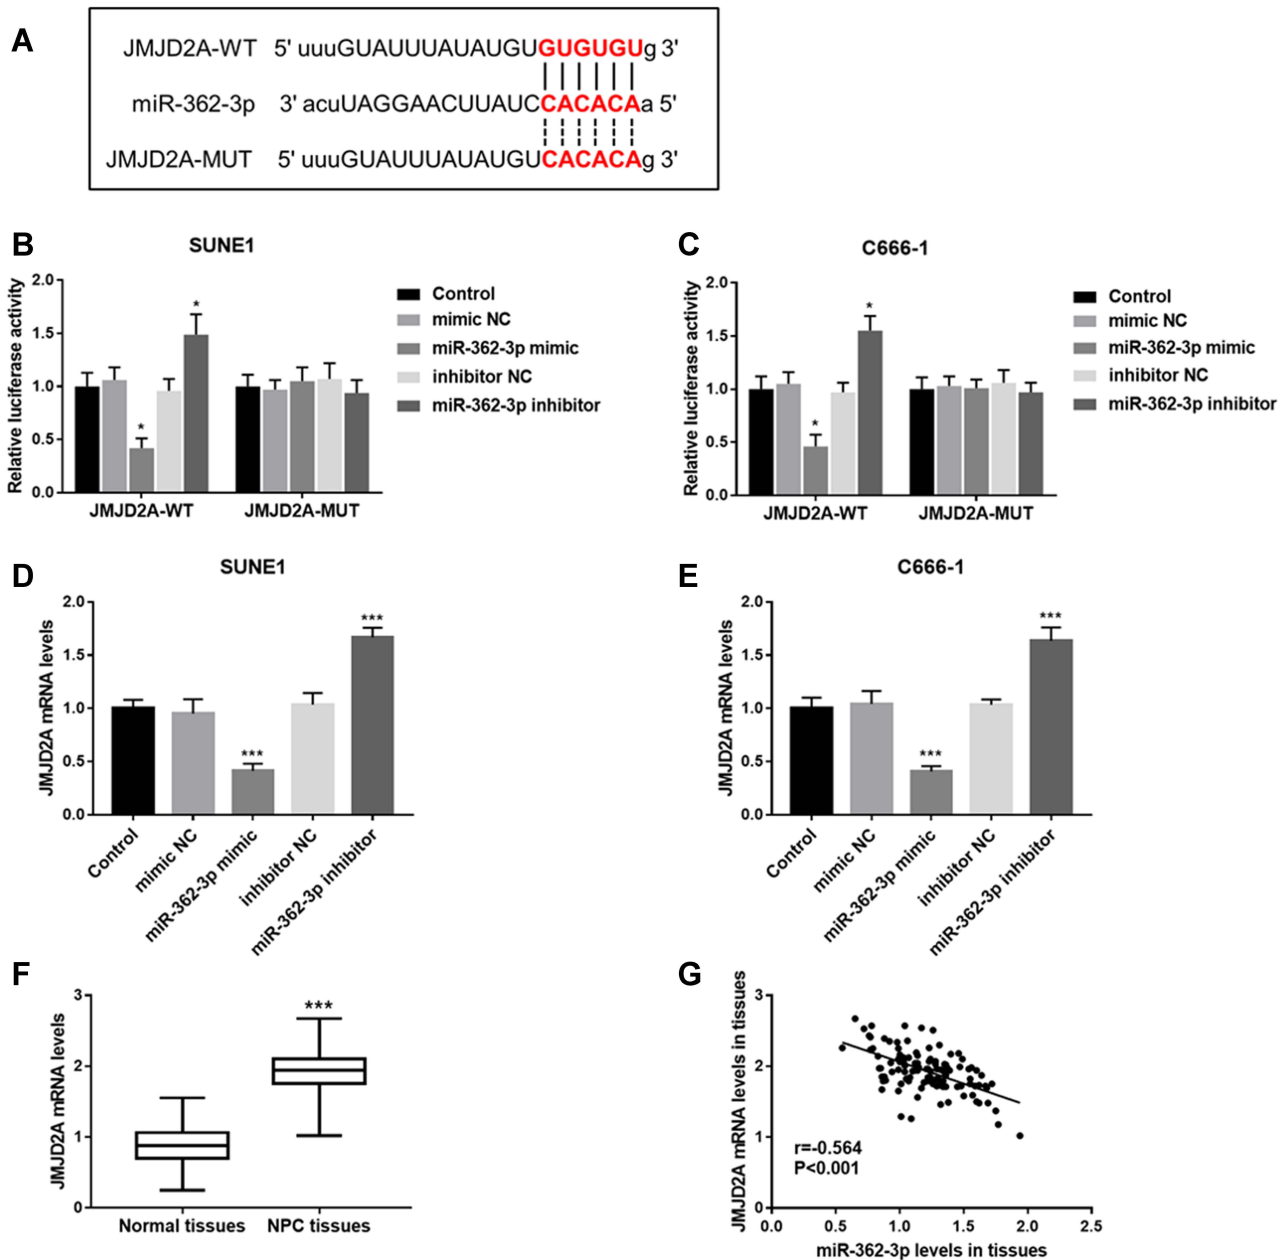 A
JMJD2A-WT 5' uuuGUAUUUAUAUGUGUGUGUg 3'
miR-362-3p 3' acuUAGGAACUUAUCCACACAa 5'
JMJD2A-MUT 5' uuuGUAUUUAUAUGUCACACAg 3'
B
SUNE1
Relative luciferase activity
2.0
1.5
1.0
0.5
0.0
* *
JMJD2A-WT JMJD2A-MUT
Control
mimic NC
miR-362-3p mimic
inhibitor NC
miR-362-3p inhibitor
C
C666-1
Relative luciferase activity
2.0
1.5
1.0
0.5
0.0
* *
JMJD2A-WT JMJD2A-MUT
Control
mimic NC
miR-362-3p mimic
inhibitor NC
miR-362-3p inhibitor
D
SUNE1
JMJD2A mRNA levels
2.0
1.5
1.0
0.5
0.0
*** ***
Control
mimic NC
miR-362-3p mimic
inhibitor NC
miR-362-3p inhibitor
E
C666-1
JMJD2A mRNA levels
2.0
1.5
1.0
0.5
0.0
*** ***
Control
mimic NC
miR-362-3p mimic
inhibitor NC
miR-362-3p inhibitor
F
JMJD2A mRNA levels
3
2
1
0
***
Normal tissues NPC tissues
G
JMJD2A mRNA levels in tissues
3
2
1
0
r=-0.564
P<0.001
0.0 0.5 1.0 1.5 2.0 2.5
miR-362-3p levels in tissues